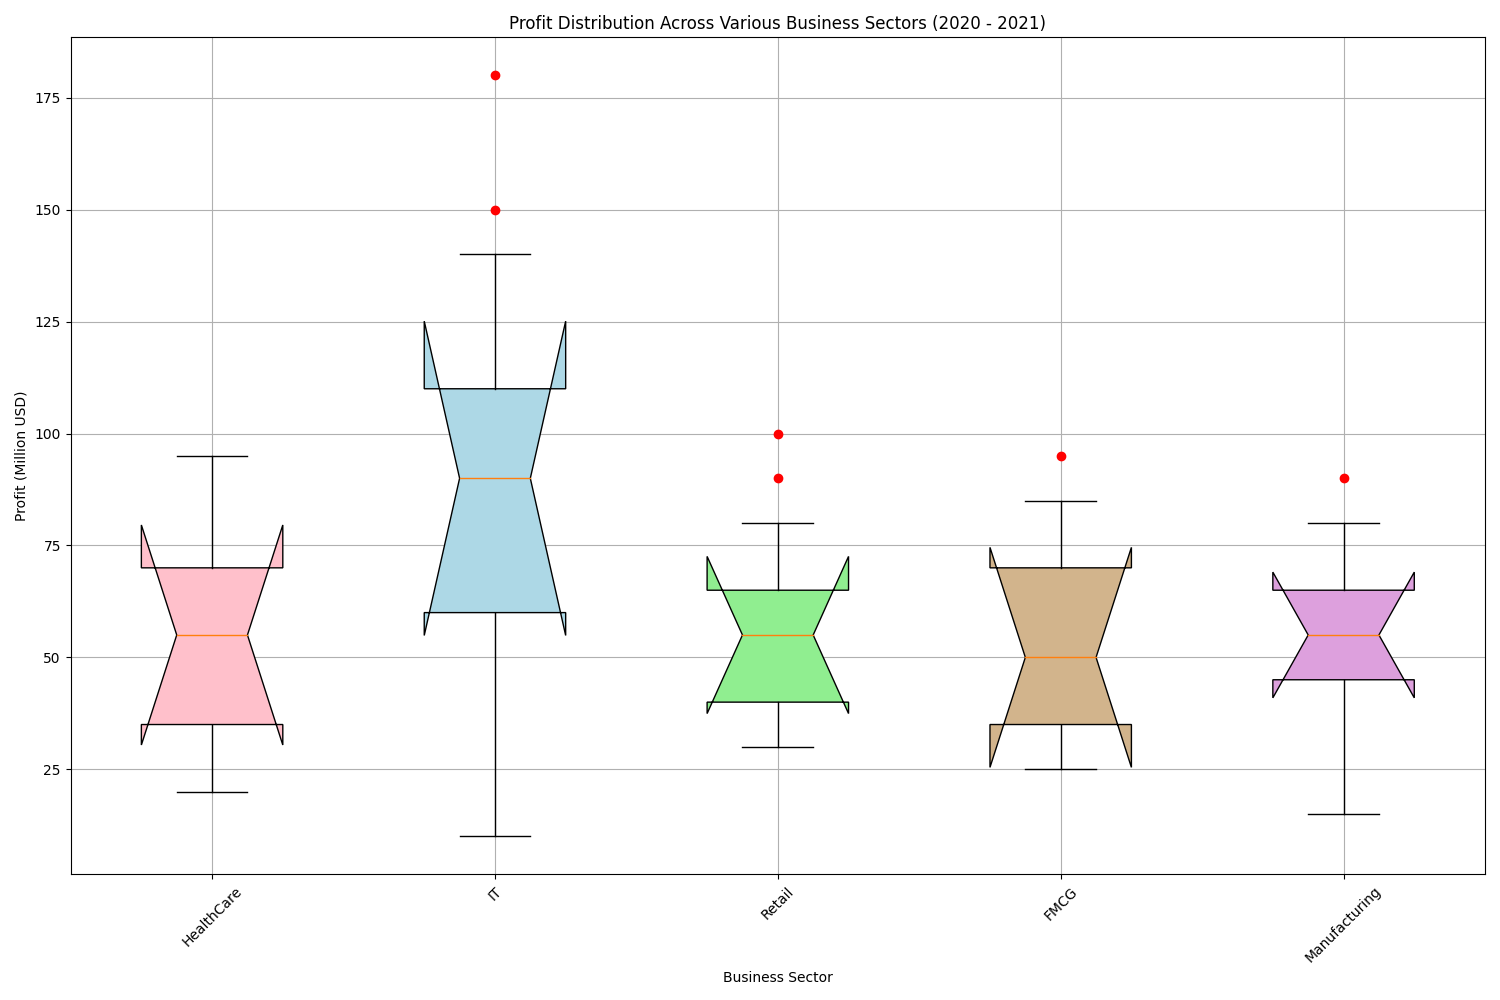 Profit Distribution Across Various Business Sectors (2020 - 2021)
Profit (Million USD)
175
150
125
100
75
50
25
HealthCare
IT
Retail
FMCG
Manufacturing
Business Sector